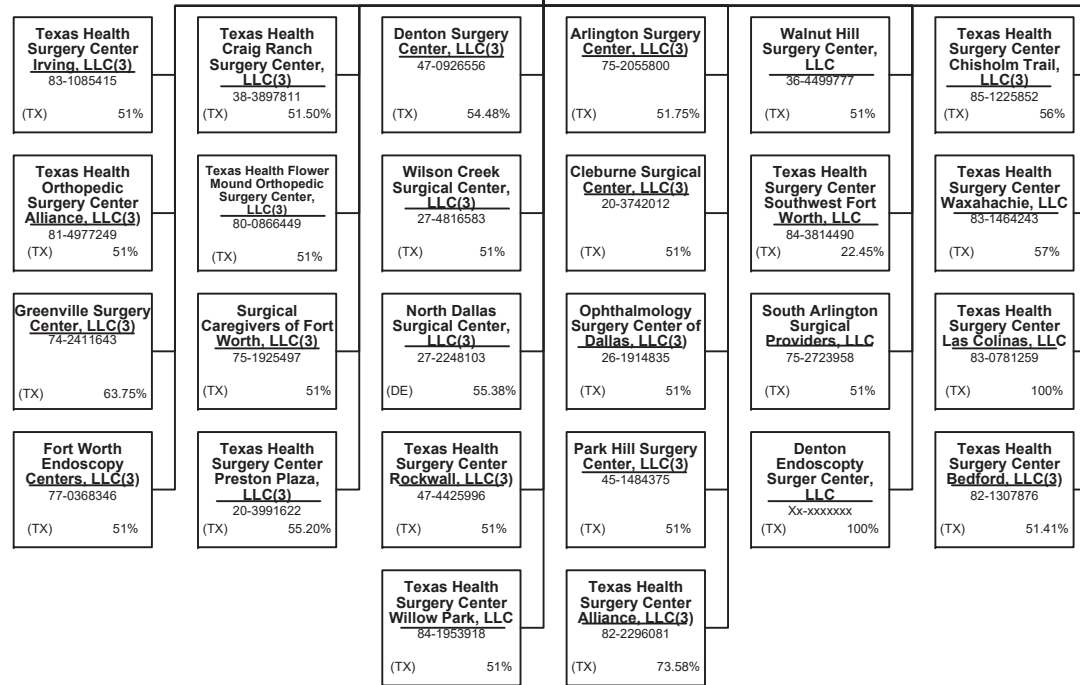 Texas Health
Surgery Center
Irving, LLC(3)
83-1085415
(TX) 51%
Texas Health
Craig Ranch
Surgery Center,
LLC(3)
38-3897811
(TX) 51.50%
Denton Surgery
Center, LLC(3)
47-0926556
(TX) 54.48%
Arlington Surgery
Center, LLC(3)
75-2055800
(TX) 51.75%
Walnut Hill
Surgery Center,
LLC
36-4499777
(TX) 51%
Texas Health
Surgery Center
Chisholm Trail,
LLC(3)
85-1225852
(TX) 56%
Texas Health
Orthopedic
Surgery Center
Alliance, LLC(3)
81-4977249
(TX) 51%
Texas Health Flower
Mound Orthopedic
Surgery Center,
LLC(3)
80-0866449
(TX) 51%
Wilson Creek
Surgical Center,
LLC(3)
27-4816583
(TX) 51%
Cleburne Surgical
Center, LLC(3)
20-3742012
(TX) 51%
Texas Health
Surgery Center
Southwest Fort
Worth, LLC
84-3814490
(TX) 22.45%
Texas Health
Surgery Center
Waxahachie, LLC
83-1464243
(TX) 57%
Greenville Surgery
Center, LLC(3)
74-2411643
(TX) 63.75%
Surgical
Caregivers of Fort
Worth, LLC(3)
75-1925497
(TX) 51%
North Dallas
Surgical Center,
LLC(3)
27-2248103
(DE) 55.38%
Ophthalmology
Surgery Center of
Dallas, LLC(3)
26-1914835
(TX) 51%
South Arlington
Surgical
Providers, LLC
75-2723958
(TX) 51%
Texas Health
Surgery Center
Las Colinas, LLC
83-0781259
(TX) 100%
Fort Worth
Endoscopy
Centers, LLC(3)
77-0368346
(TX) 51%
Texas Health
Surgery Center
Preston Plaza,
LLC(3)
20-3991622
(TX) 55.20%
Texas Health
Surgery Center
Rockwall, LLC(3)
47-4425996
(TX) 51%
Park Hill Surgery
Center, LLC(3)
45-1484375
(TX) 51%
Denton
Endoscopty
Surger Center,
LLC
Xx-xxxxxxx
(TX) 100%
Texas Health
Surgery Center
Bedford, LLC(3)
82-1307876
(TX) 51.41%
Texas Health
Surgery Center
Willow Park, LLC
84-1953918
(TX) 51%
Texas Health
Surgery Center
Alliance, LLC(3)
82-2296081
(TX) 73.58%